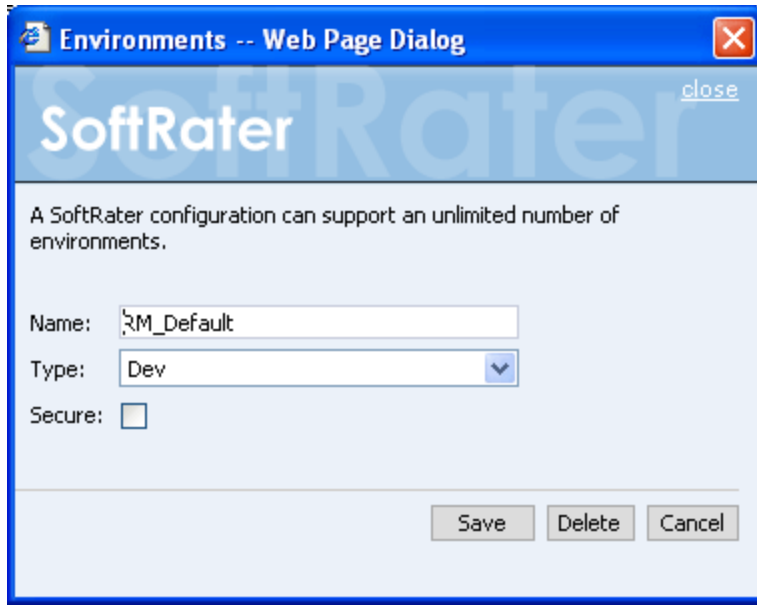 Environments -- Web Page Dialog
close
SoftRater
SoftRater
A SoftRater configuration can support an unlimited number of
environments.
Name: RM_Default
Type: Dev
Secure:
Save Delete Cancel